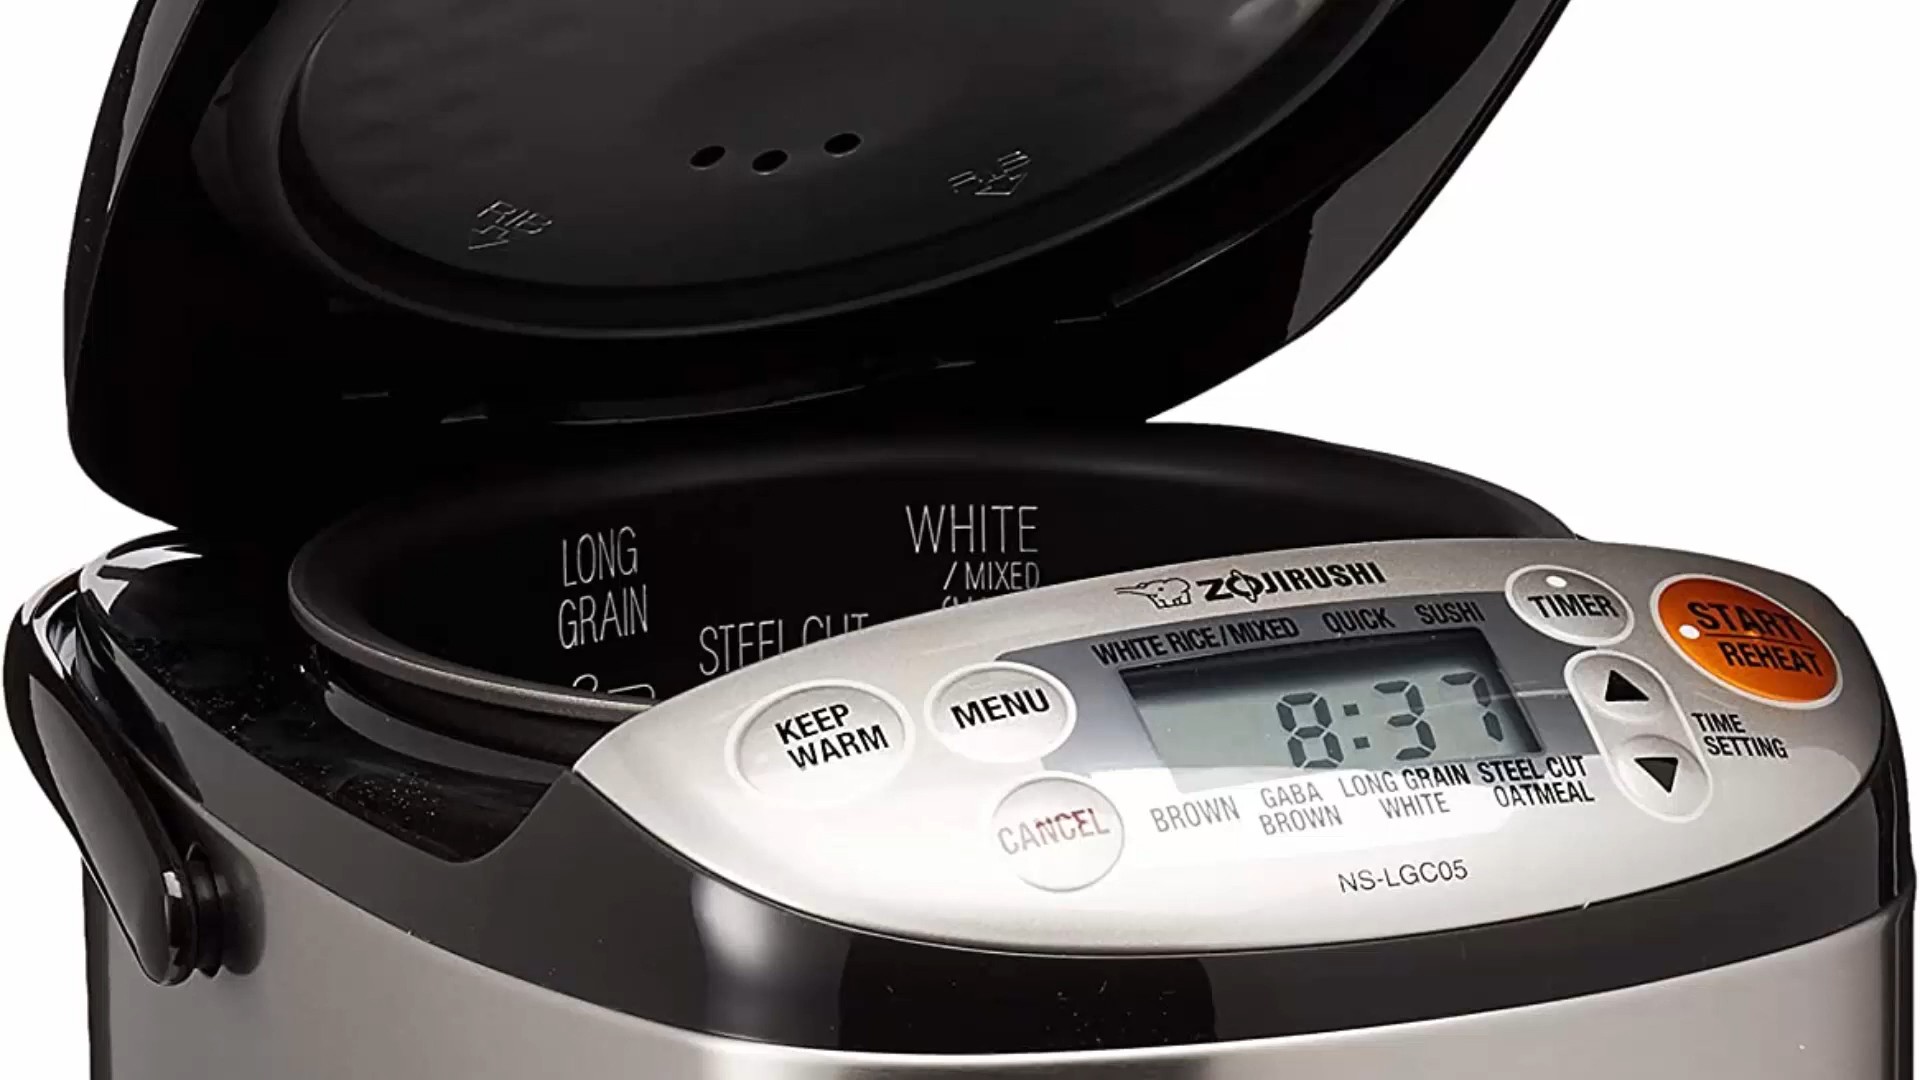 LONG
GRAIN
STEEL CUT
WHITE
/ MIXED
ZOJIRUSHI
WHITE RICE / MIXED QUICK SUSHI
8:37
BROWN
GABA
BROWN
LONG GRAIN
WHITE
STEEL CUT
OATMEAL
KEEP
WARM
MENU
CANCEL
TIMER
START
REHEAT
TIME
SETTING
NS-LGC05